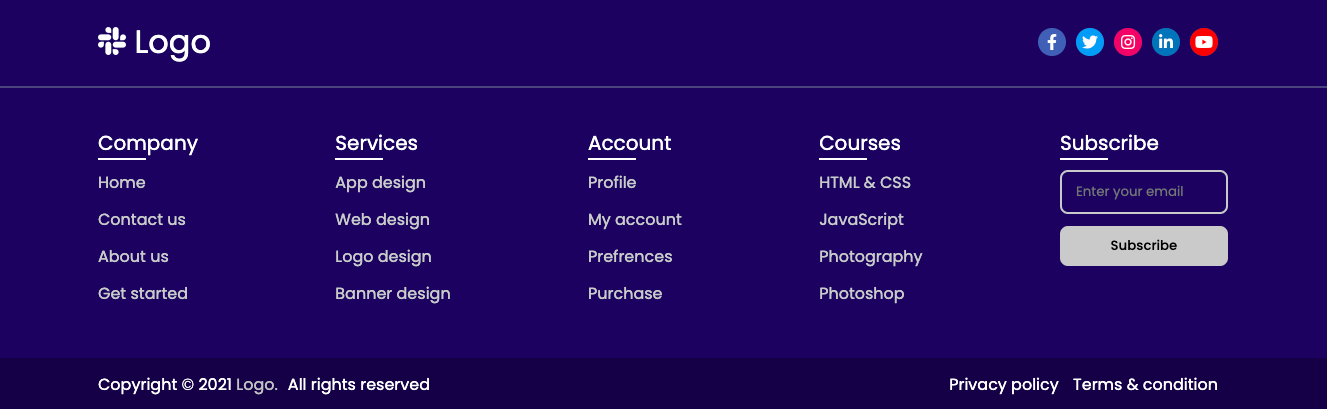 Logo
Company
Home
Contact us
About us
Get started
Services
App design
Web design
Logo design
Banner design
Account
Profile
My account
Prefrences
Purchase
Courses
HTML & CSS
JavaScript
Photography
Photoshop
Subscribe
Enter your email
Subscribe
Copyright © 2021 Logo. All rights reserved
Privacy policy Terms & condition